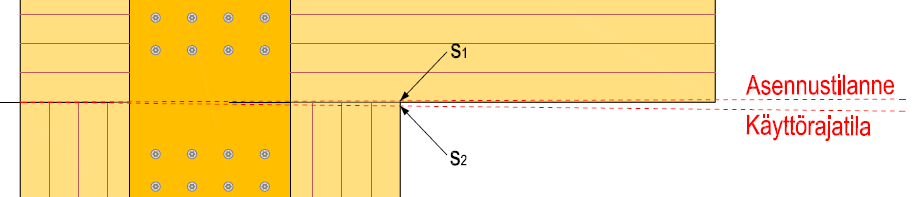 S1
Asennustilanne
Käyttörajatila
S2